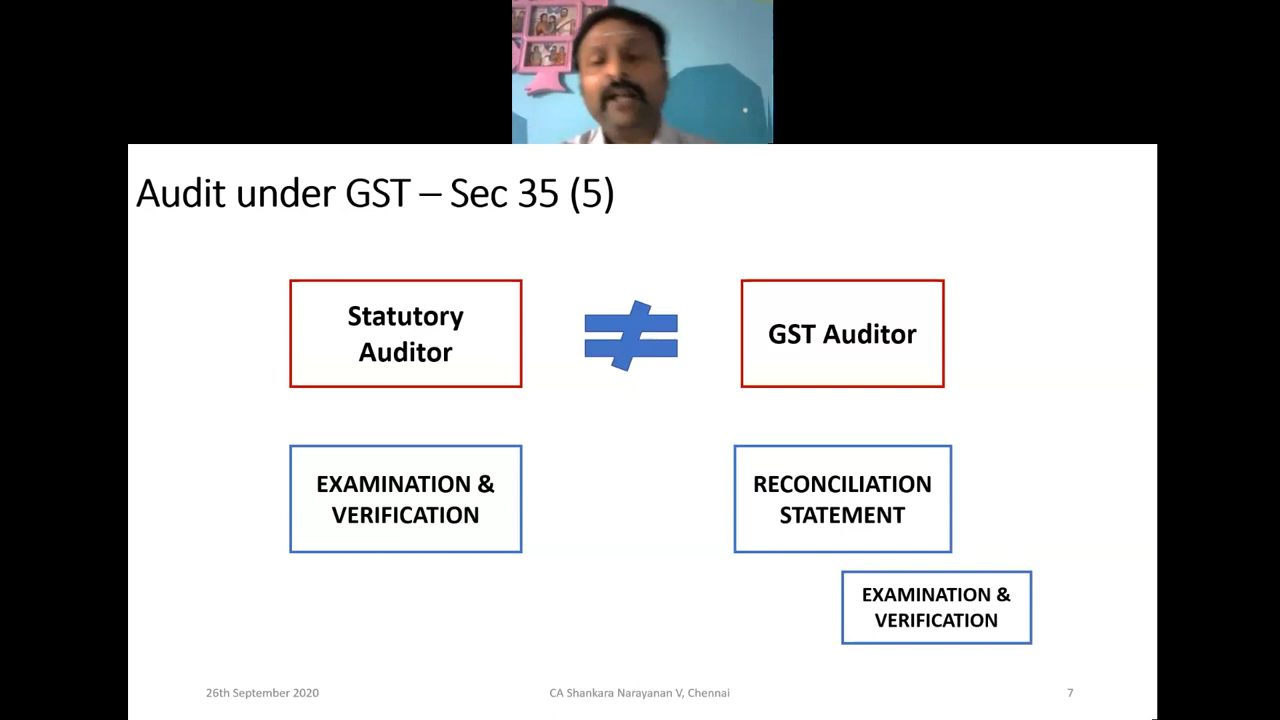 Audit under GST – Sec 35 (5)
Statutory
Auditor
GST Auditor
EXAMINATION &
VERIFICATION
RECONCILIATION
STATEMENT
EXAMINATION &
VERIFICATION
26th September 2020
CA Shankara Narayanan V, Chennai
7